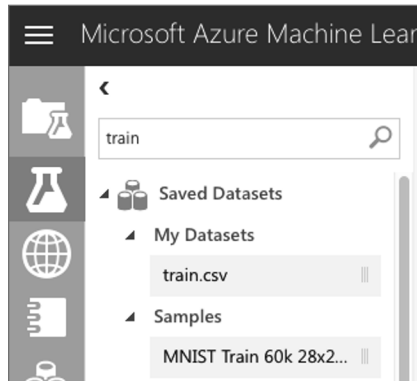 Microsoft Azure Machine Lear
train
Saved Datasets
My Datasets
train.csv
Samples
MNIST Train 60k 28x2...